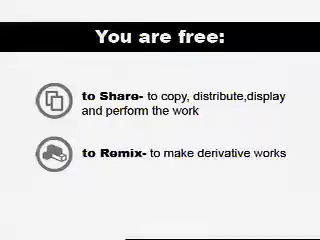 You are free:
to Share- to copy, distribute,display
and perform the work
to Remix- to make derivative works